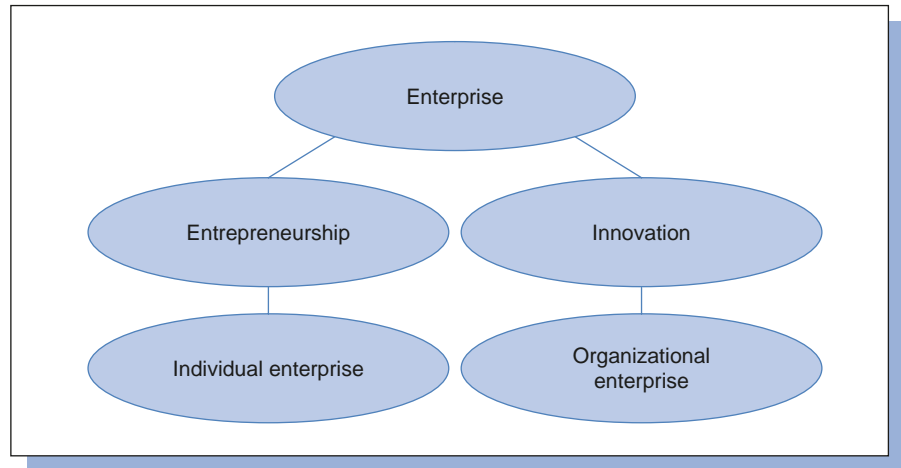 Enterprise
Entrepreneurship
Innovation
Individual enterprise
Organizational
enterprise